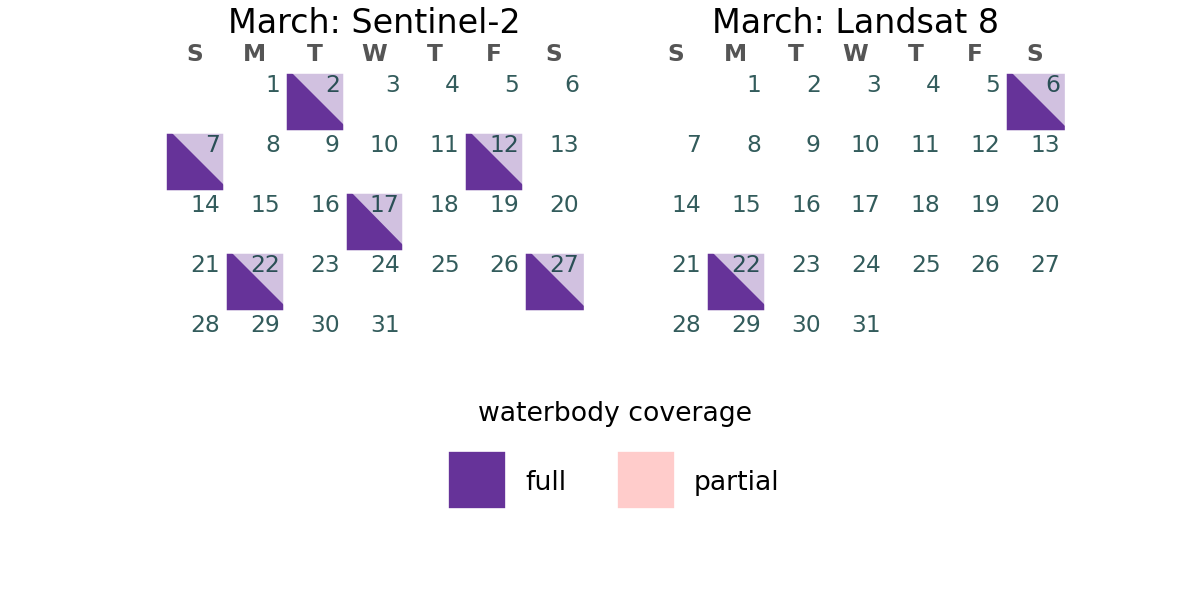 March: Sentinel-2
S M T W T F S
1 2 3 4 5 6
7 8 9 10 11 12 13
14 15 16 17 18 19 20
21 22 23 24 25 26 27
28 29 30 31
March: Landsat 8
S M T W T F S
1 2 3 4 5 6
7 8 9 10 11 12 13
14 15 16 17 18 19 20
21 22 23 24 25 26 27
28 29 30 31
waterbody coverage
full partial